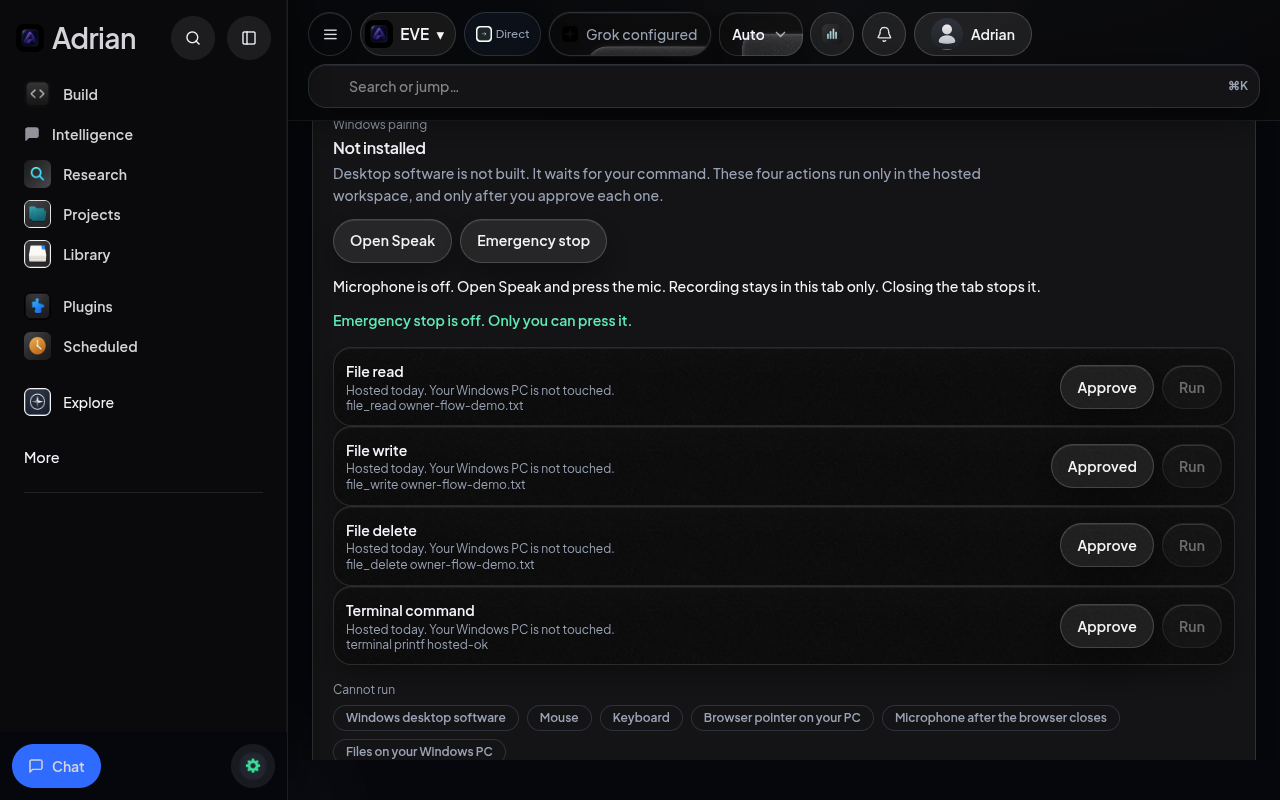 Adrian
Build
Intelligence
Research
Projects
Library
Plugins
Scheduled
Explore
More
Chat
EVE ▾
Direct
Grok configured
Auto
Adrian
Search or jump…
⌘K
Windows pairing
Not installed
Desktop software is not built. It waits for your command. These four actions run only in the hosted
workspace, and only after you approve each one.
Open Speak
Emergency stop
Microphone is off. Open Speak and press the mic. Recording stays in this tab only. Closing the tab stops it.
Emergency stop is off. Only you can press it.
File read
Hosted today. Your Windows PC is not touched.
file_read owner-flow-demo.txt
Approve
Run
File write
Hosted today. Your Windows PC is not touched.
file_write owner-flow-demo.txt
Approved
Run
File delete
Hosted today. Your Windows PC is not touched.
file_delete owner-flow-demo.txt
Approve
Run
Terminal command
Hosted today. Your Windows PC is not touched.
terminal printf hosted-ok
Approve
Run
Cannot run
Windows desktop software
Mouse
Keyboard
Browser pointer on your PC
Microphone after the browser closes
Files on your Windows PC